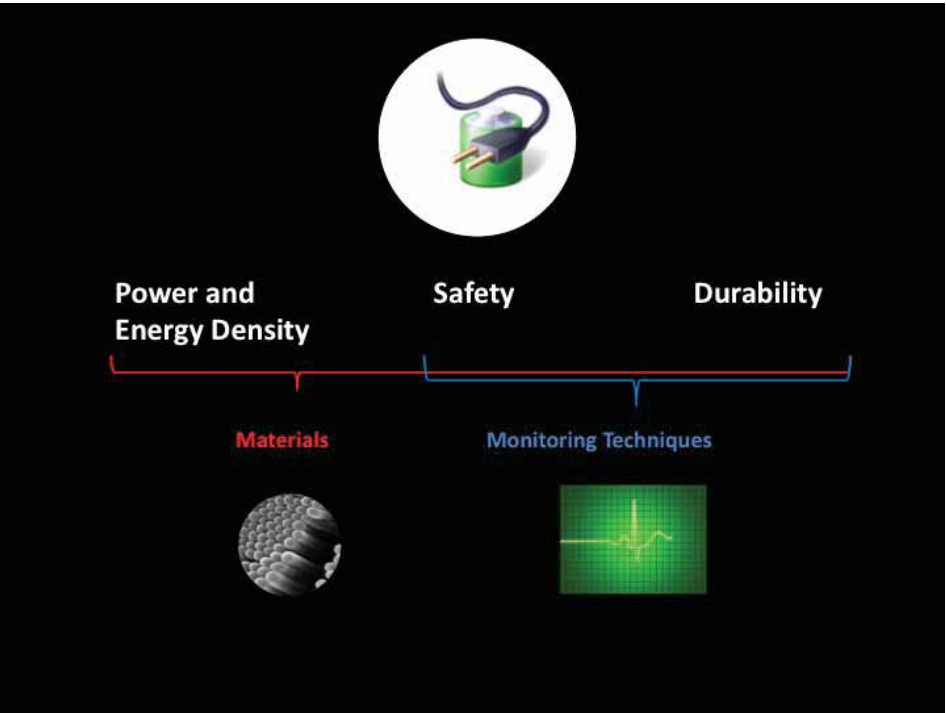 Power and
Energy Density
Safety
Durability
Materials
Monitoring Techniques